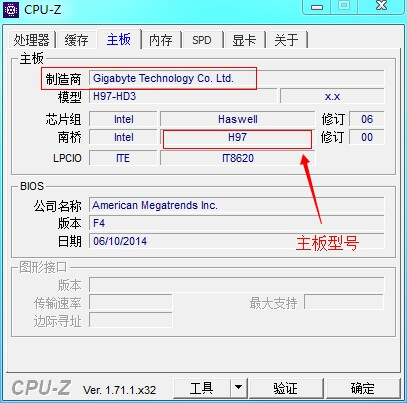 CPU-Z
处理器 缓存 主板 内存 SPD 显卡 关于
主板
制造商 Gigabyte Technology Co. Ltd.
模型 H97-HD3 x.x
芯片组 Intel Haswell 修订 06
南桥 Intel H97 修订 00
LPCIO ITE IT8620
BIOS
公司名称 American Megatrends Inc.
版本 F4
日期 06/10/2014
主板型号
图形接口
版本
传输速率 最大支持
边际寻址
CPU-Z Ver. 1.71.1.x32 工具 验证 确定